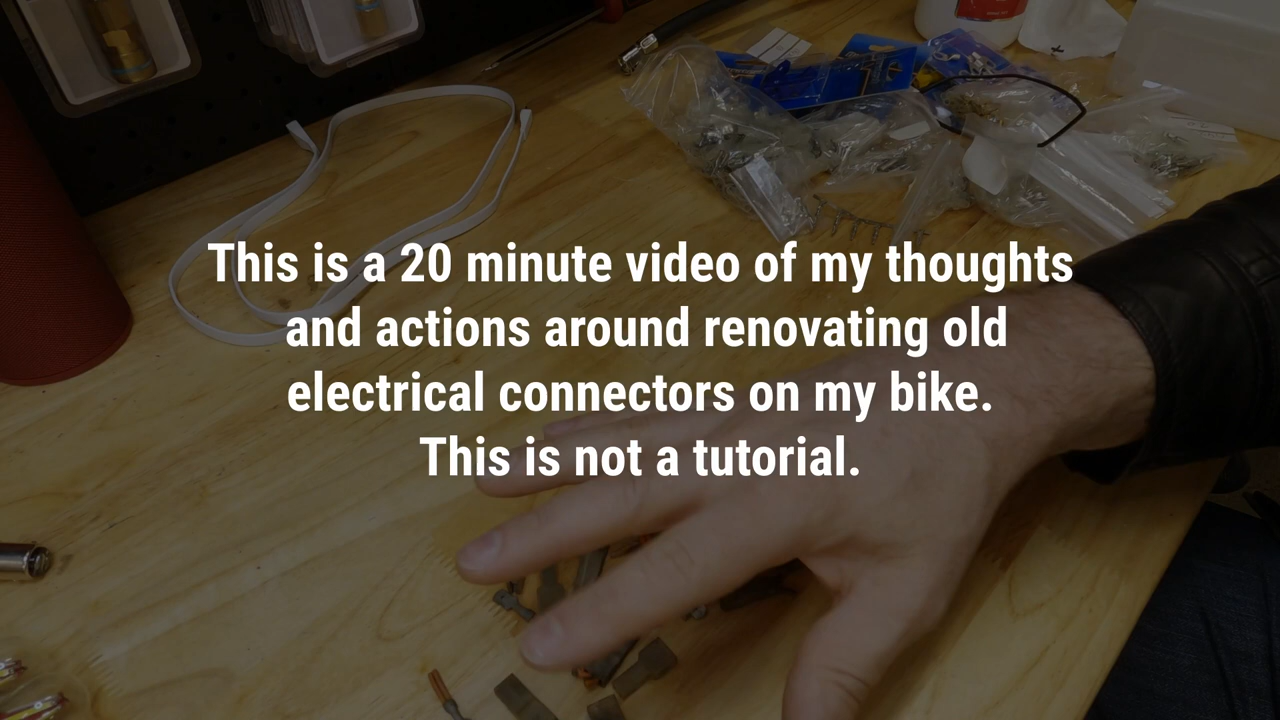 This is a 20 minute video of my thoughts
and actions around renovating old
electrical connectors on my bike.
This is not a tutorial.